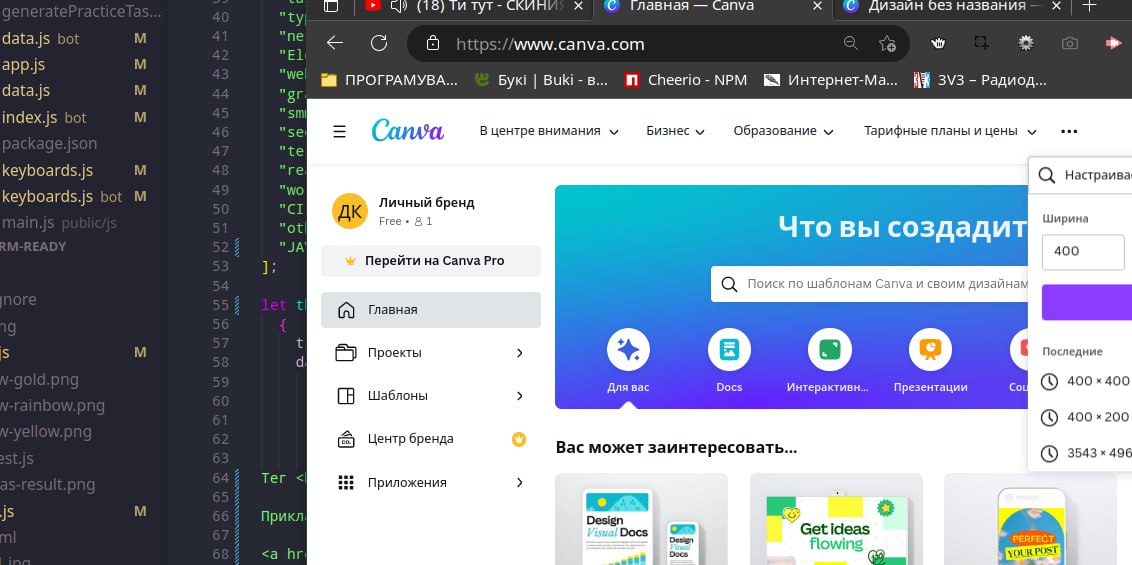 generatePracticeTas...
data.js bot M
app.js M
data.js M
index.js bot M
package.json
keyboards.js M
keyboards.js bot M
main.js public/js
RM-READY
gnore
ng
s M
w-gold.png
w-rainbow.png
w-yellow.png
est.js
as-result.png
.js M
ml
40 "typ
41 "ne
42 "Ele
43 "web
44 "gra
45 "smm
46 "seo
47 "te
48 "rea
49 "wo
50 "CI
51 "oth
52 "JAV
53 ];
54
55 let th
56 {
57 t
58 da
59
60
61
62
63
64 Тег <
65
66 Прикла
67
68 <a hre
(18) Ти тут - СКИНИЯ ×
Главная — Canva ×
Дизайн без названия — ×
https://www.canva.com
ПРОГРАМУВА...
Букі | Buki - в...
Cheerio - NPM
Интернет-Ма...
3V3 – Радиод...
Canva
В центре внимания
Бизнес
Образование
Тарифные планы и цены
ДК
Личный бренд
Free • 1
Перейти на Canva Pro
Главная
Проекты
Шаблоны
Центр бренда
Приложения
Что вы создадит
Поиск по шаблонам Canva и своим дизайнам
Для вас
Docs
Интерактивн...
Презентации
Соц
Настраивае
Ширина
400
Последние
400 × 400
400 × 200
3543 × 496
Вас может заинтересовать...
Design
Visual Docs
Design
Visual Docs
Get ideas
flowing
PERFECT
YOUR POST